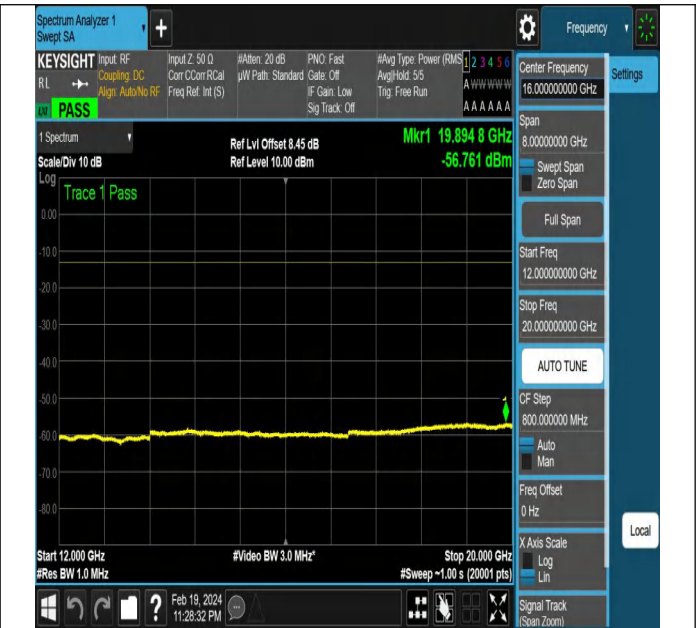 Spectrum Analyzer 1
Swept SA
+
Frequency
KEYSIGHT
RL
PASS
Input: RF
Coupling: DC
Align: Auto/No RF
Input Z: 50 Ω
Corr CCorr RCal
Freq Ref: Int (S)
#Atten: 20 dB
µW Path: Standard
PNO: Fast
Gate: Off
IF Gain: Low
Sig Track: Off
#Avg Type: Power (RMS
Avg|Hold: 5/5
Trig: Free Run
1 2 3 4 5 6
A W W W W W
A A A A A A
Center Frequency
16.000000000 GHz
Settings
Span
8.00000000 GHz
Swept Span
Zero Span
Full Span
Start Freq
12.000000000 GHz
Stop Freq
20.000000000 GHz
AUTO TUNE
CF Step
800.000000 MHz
Auto
Man
Freq Offset
0 Hz
X Axis Scale
Log
Lin
Signal Track
(Span Zoom)
Local
1 Spectrum
Scale/Div 10 dB
Ref Lvl Offset 8.45 dB
Ref Level 10.00 dBm
Mkr1 19.894 8 GHz
-56.761 dBm
Log
Trace 1 Pass
0.00
-10.0
-20.0
-30.0
-40.0
-50.0
-60.0
-70.0
-80.0
1
Start 12.000 GHz
#Res BW 1.0 MHz
#Video BW 3.0 MHz*
Stop 20.000 GHz
#Sweep ~1.00 s (20001 pts)
?
Feb 19, 2024
11:28:32 PM